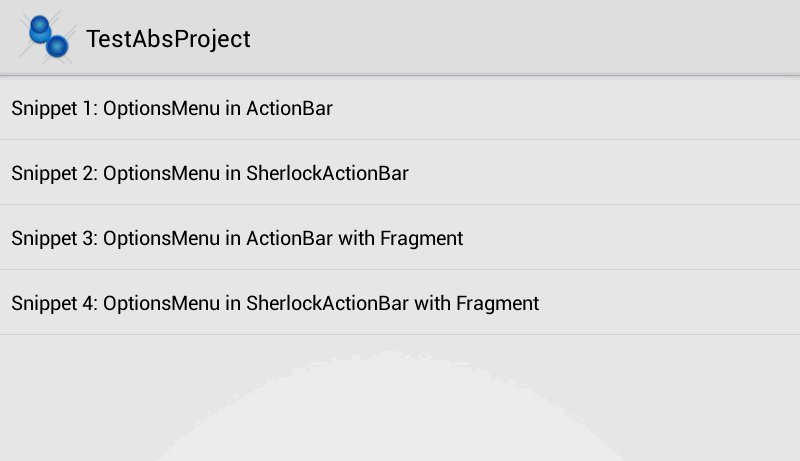 TestAbsProject
Snippet 1: OptionsMenu in ActionBar
Snippet 2: OptionsMenu in SherlockActionBar
Snippet 3: OptionsMenu in ActionBar with Fragment
Snippet 4: OptionsMenu in SherlockActionBar with Fragment